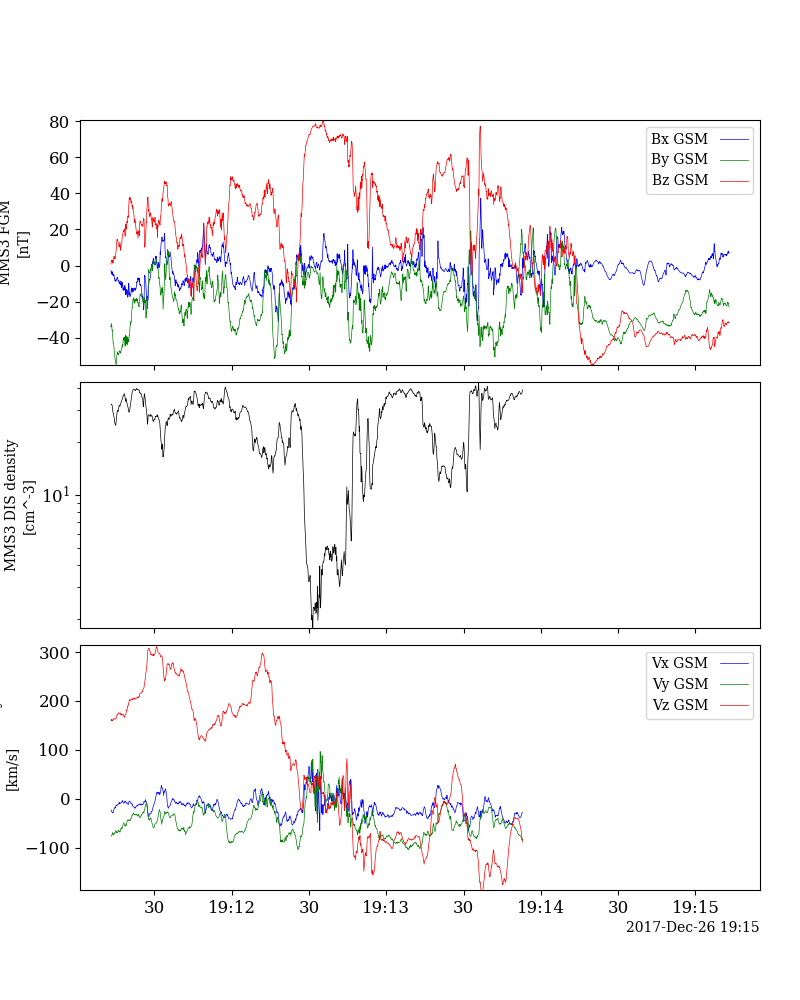 80
60
40
20
0
−20
−40
MMS3 FGM
[nT]
Bx GSM
By GSM
Bz GSM
10^1
MMS3 DIS density
[cm^-3]
300
200
100
0
−100
[km/s]
Vx GSM
Vy GSM
Vz GSM
30 19:12 30 19:13 30 19:14 30 19:15
2017-Dec-26 19:15